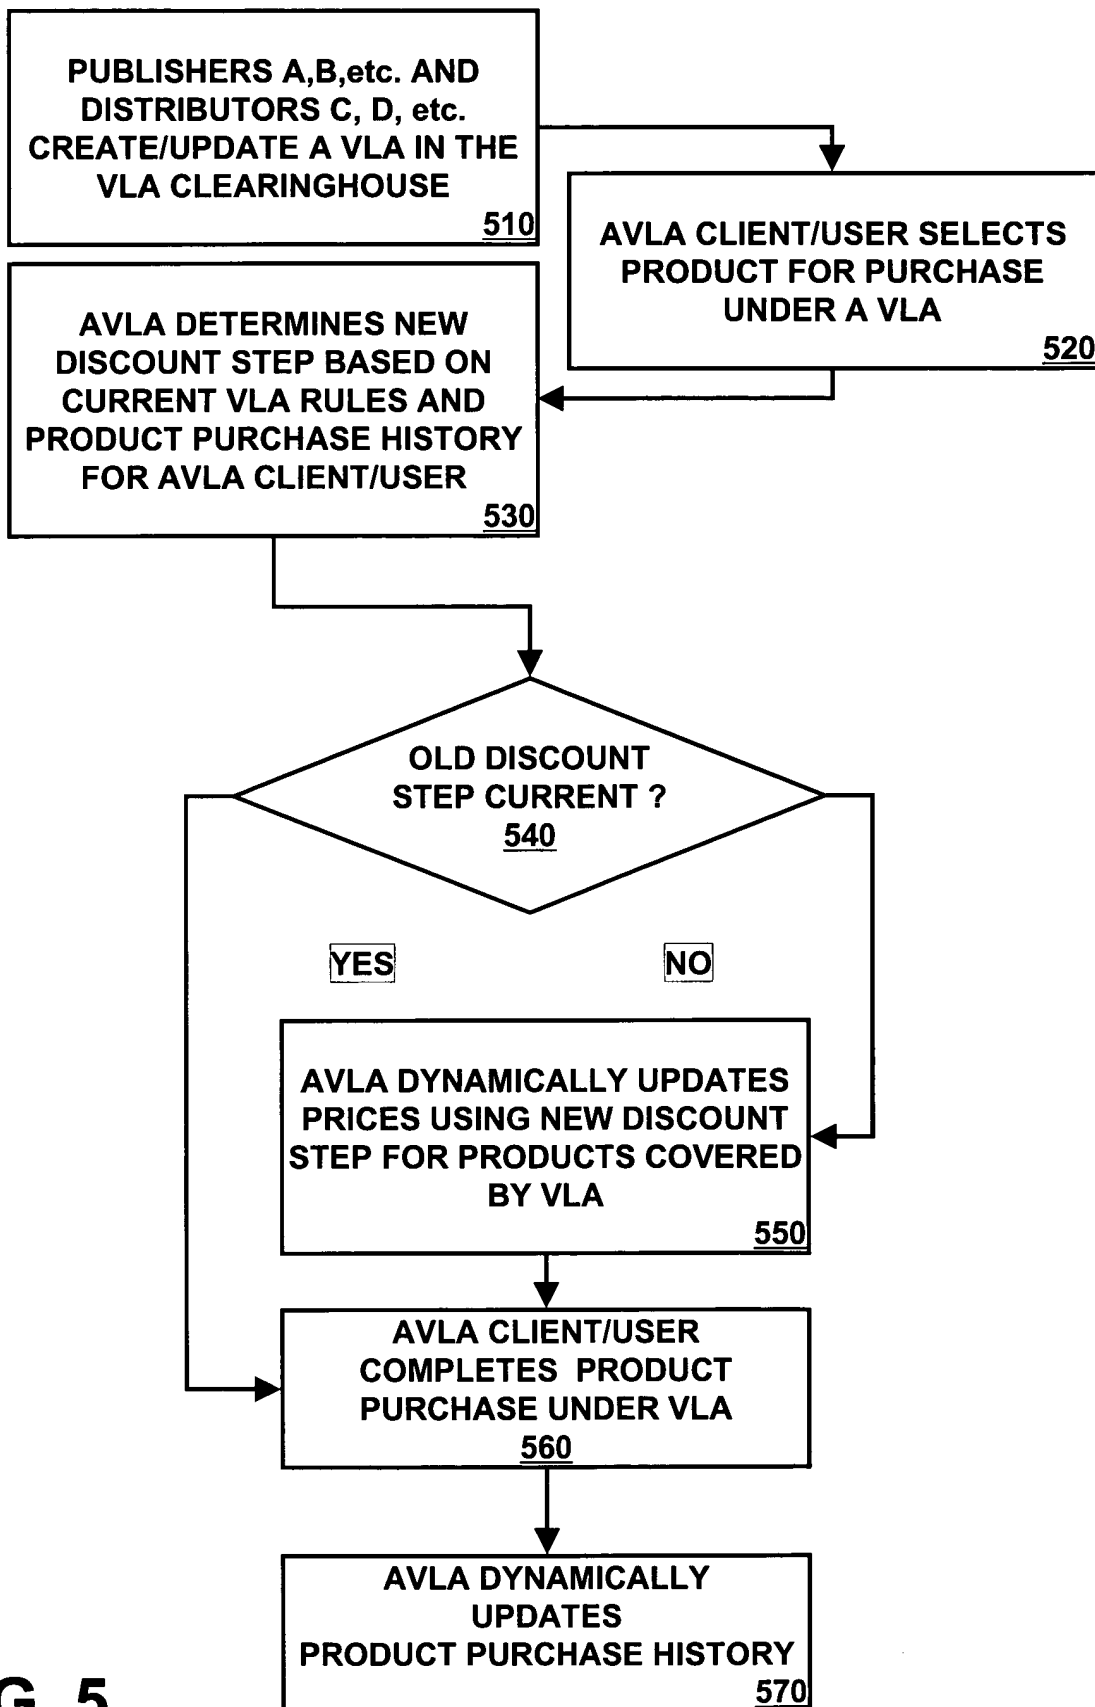 PUBLISHERS A,B,etc. AND
DISTRIBUTORS C, D, etc.
CREATE/UPDATE A VLA IN THE
VLA CLEARINGHOUSE
510
AVLA CLIENT/USER SELECTS
PRODUCT FOR PURCHASE
UNDER A VLA
520
AVLA DETERMINES NEW
DISCOUNT STEP BASED ON
CURRENT VLA RULES AND
PRODUCT PURCHASE HISTORY
FOR AVLA CLIENT/USER
530
OLD DISCOUNT
STEP CURRENT ?
540
YES
NO
AVLA DYNAMICALLY UPDATES
PRICES USING NEW DISCOUNT
STEP FOR PRODUCTS COVERED
BY VLA
550
AVLA CLIENT/USER
COMPLETES PRODUCT
PURCHASE UNDER VLA
560
AVLA DYNAMICALLY
UPDATES
PRODUCT PURCHASE HISTORY
570
G. 5